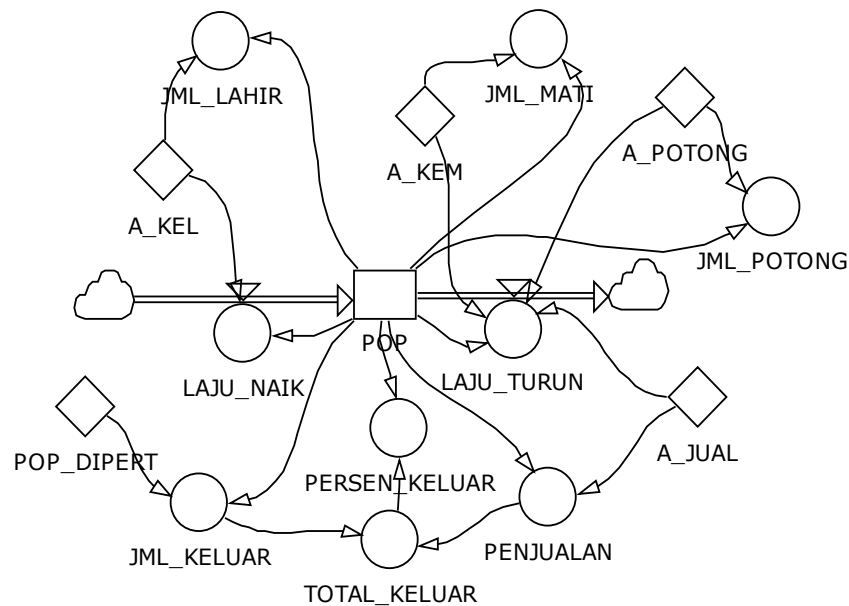 JML_LAHIR
JML_MATI
A_POTONG
A_KEM
A_KEL
JML_POTONG
POP
LAJU_NAIK
LAJU_TURUN
POP_DIPERT
A_JUAL
PERSEN_KELUAR
JML_KELUAR
PENJUALAN
TOTAL_KELUAR